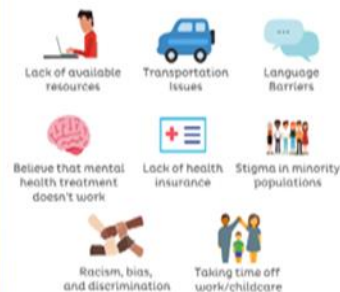 Lack of available
resources
Transportation
Issues
Language
Barriers
Believe that mental
health treatment
doesn't work
Lack of health
insurance
Stigma in minority
populations
Racism, bias,
and discrimination
Taking time off
work/childcare